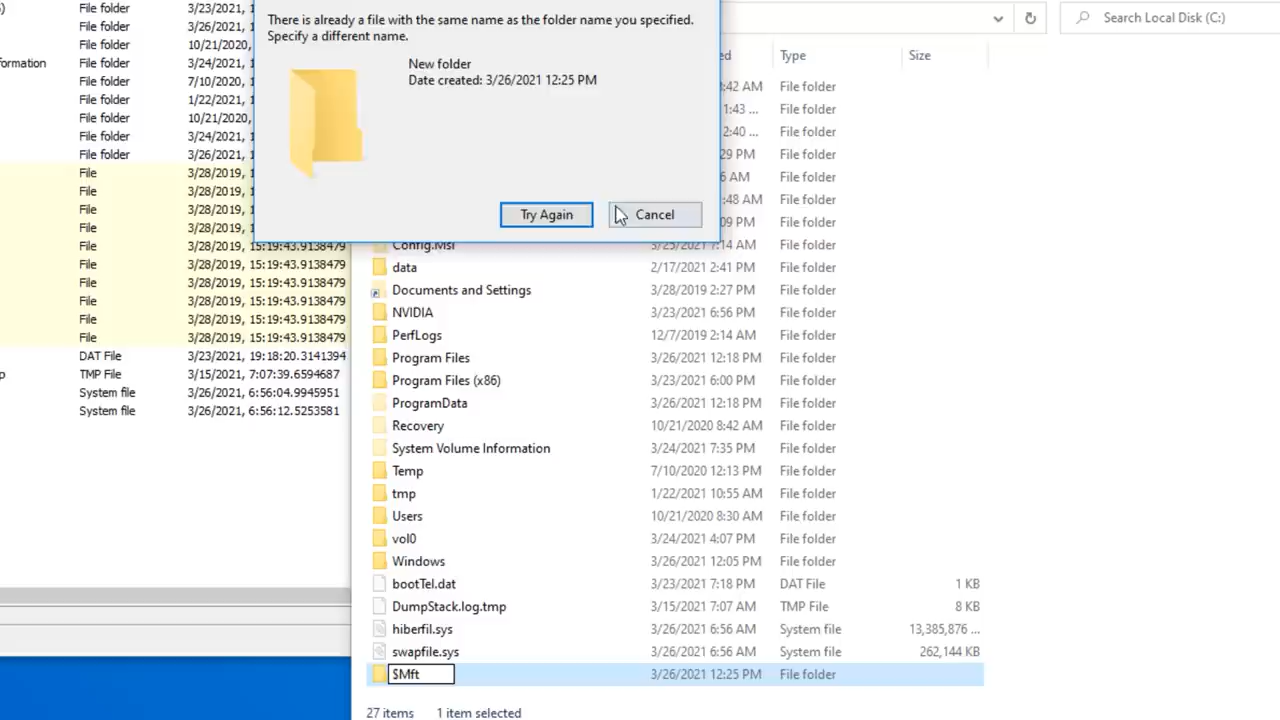 File folder 3/23/2021, 1
File folder 3/26/2021, 1
File folder 10/21/2020,
ormation File folder 3/24/2021, 1
File folder 7/10/2020,
File folder 1/22/2021, 1
File folder 10/21/2020,
File folder 3/24/2021, 1
File folder 3/26/2021, 1
File 3/28/2019, 1
File 3/28/2019, 1
File 3/28/2019, 1
File 3/28/2019, 1
File 3/28/2019, 15:19:43.9138479
File 3/28/2019, 15:19:43.9138479
File 3/28/2019, 15:19:43.9138479
File 3/28/2019, 15:19:43.9138479
File 3/28/2019, 15:19:43.9138479
File 3/28/2019, 15:19:43.9138479
DAT File 3/23/2021, 19:18:20.3141394
p TMP File 3/15/2021, 7:07:39.6594687
System file 3/26/2021, 6:56:04.9945951
System file 3/26/2021, 6:56:12.5253581
There is already a file with the same name as the folder name you specified.
Specify a different name.
New folder
Date created: 3/26/2021 12:25 PM
Try Again Cancel
Search Local Disk (C:)
ed Type Size
:42 AM File folder
1:43 ... File folder
2:40 ... File folder
29 PM File folder
6 AM File folder
:48 AM File folder
09 PM File folder
Config.Msi 3/25/2021 7:14 AM File folder
data 2/17/2021 2:41 PM File folder
Documents and Settings 3/28/2019 2:27 PM File folder
NVIDIA 3/23/2021 6:56 PM File folder
PerfLogs 12/7/2019 2:14 AM File folder
Program Files 3/26/2021 12:18 PM File folder
Program Files (x86) 3/23/2021 6:00 PM File folder
ProgramData 3/26/2021 12:18 PM File folder
Recovery 10/21/2020 8:42 AM File folder
System Volume Information 3/24/2021 7:35 PM File folder
Temp 7/10/2020 12:13 PM File folder
tmp 1/22/2021 10:55 AM File folder
Users 10/21/2020 8:30 AM File folder
vol0 3/24/2021 4:07 PM File folder
Windows 3/26/2021 12:05 PM File folder
bootTel.dat 3/23/2021 7:18 PM DAT File 1 KB
DumpStack.log.tmp 3/15/2021 7:07 AM TMP File 8 KB
hiberfil.sys 3/26/2021 6:56 AM System file 13,385,876 ...
swapfile.sys 3/26/2021 6:56 AM System file 262,144 KB
$Mft 3/26/2021 12:25 PM File folder
27 items 1 item selected